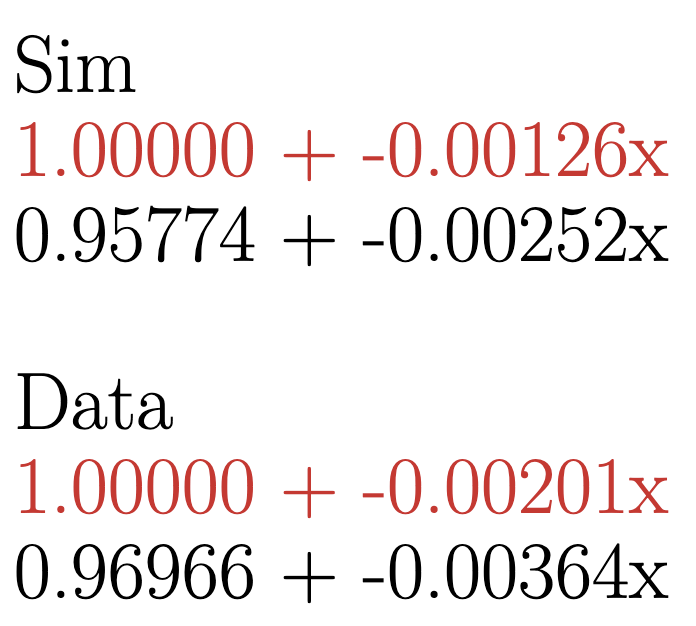 Sim
1.00000 + -0.00126x
0.95774 + -0.00252x
Data
1.00000 + -0.00201x
0.96966 + -0.00364x